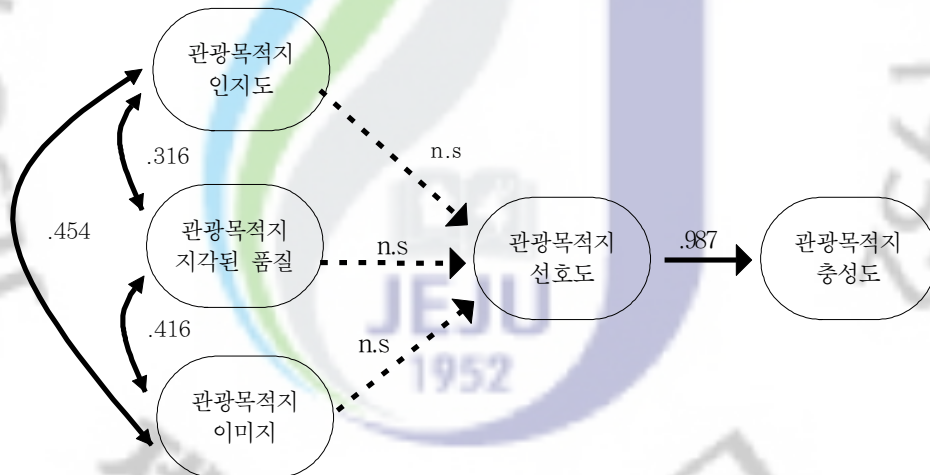 관광목적지
인지도
n.s
.316
.454
관광목적지
지각된 품질
n.s
관광목적지
선호도
.987
관광목적지
충성도
.416
n.s
관광목적지
이미지
JEJU
1952